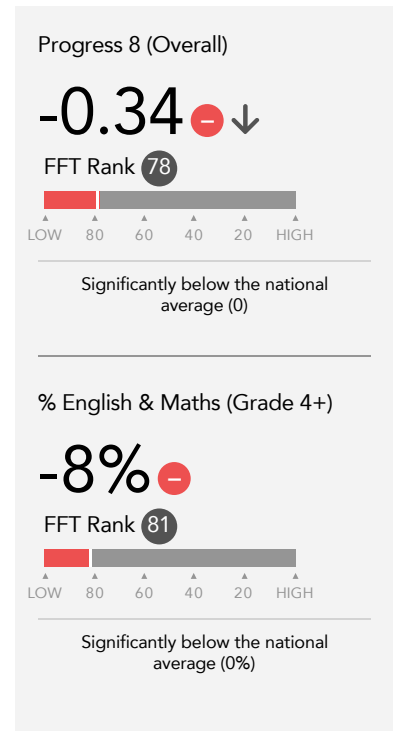 Progress 8 (Overall)
-0.34 –
FFT Rank 78
LOW 80 60 40 20 HIGH
Significantly below the national
average (0)
% English & Maths (Grade 4+)
-8% –
FFT Rank 81
LOW 80 60 40 20 HIGH
Significantly below the national
average (0%)